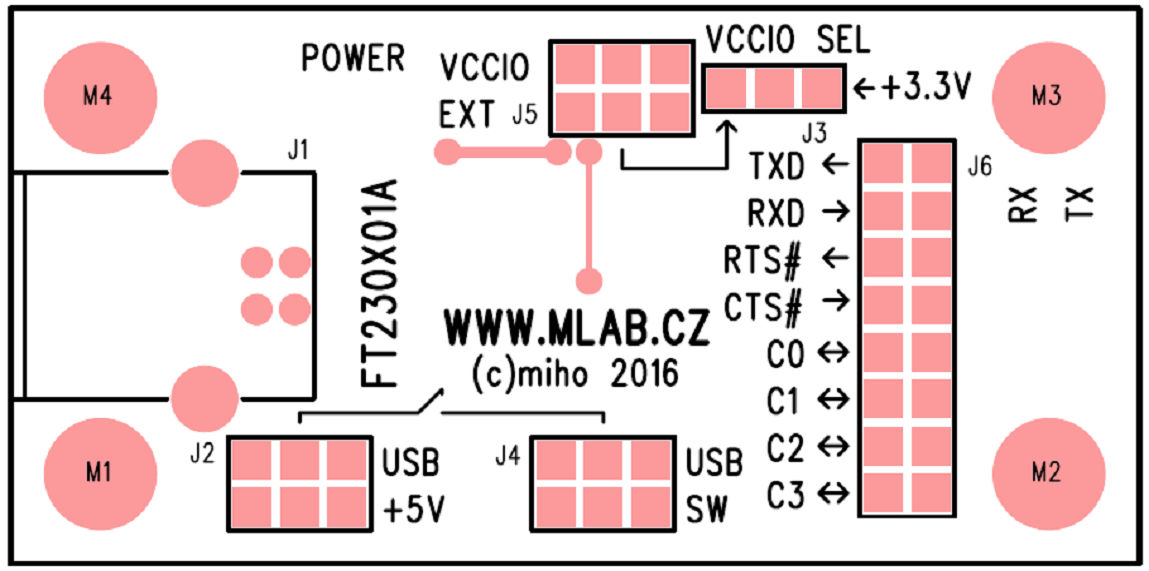 POWER
VCCIO
EXT
J5
VCCIO SEL
←+3.3V
J3
M4
M3
J1
J6
TXD ←
RXD →
RTS# ←
CTS# →
C0 ↔
C1 ↔
C2 ↔
C3 ↔
RX
TX
FT230X01A
WWW.MLAB.CZ
(c)miho 2016
J2
USB
+5V
J4
USB
SW
M1
M2